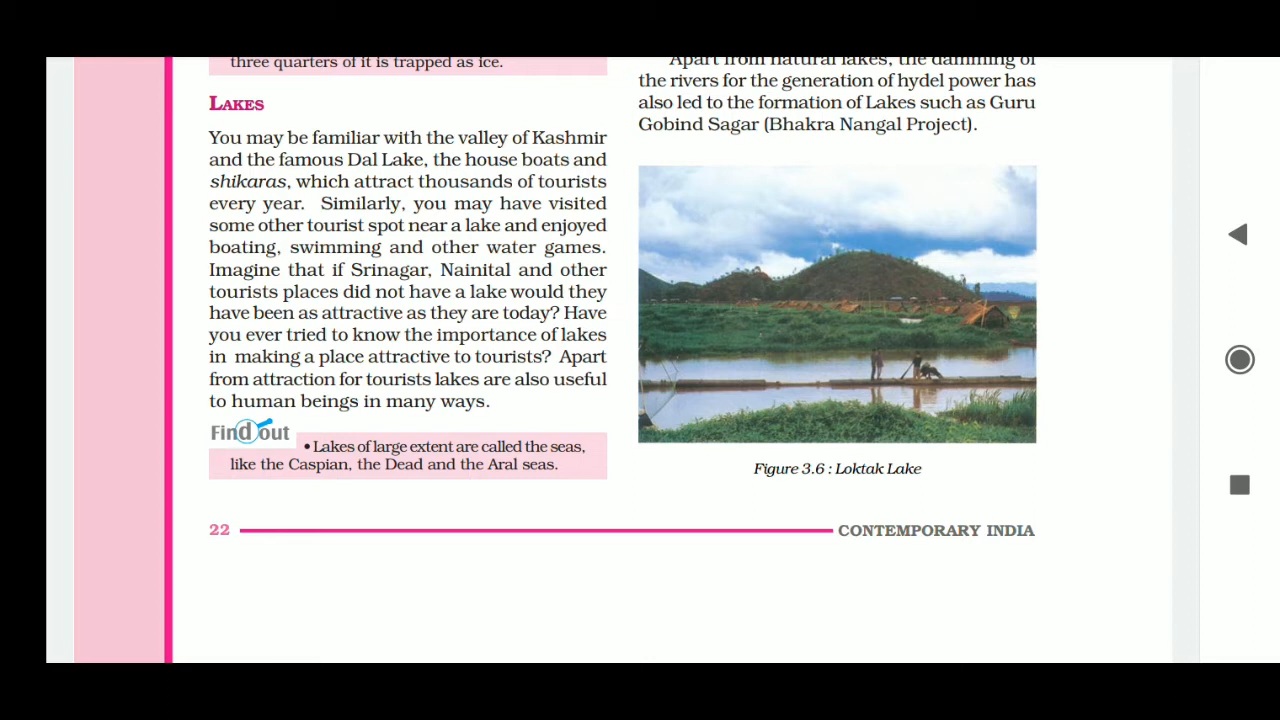 three quarters of it is trapped as ice.
LAKES
You may be familiar with the valley of Kashmir
and the famous Dal Lake, the house boats and
shikaras, which attract thousands of tourists
every year. Similarly, you may have visited
some other tourist spot near a lake and enjoyed
boating, swimming and other water games.
Imagine that if Srinagar, Nainital and other
tourists places did not have a lake would they
have been as attractive as they are today? Have
you ever tried to know the importance of lakes
in making a place attractive to tourists? Apart
from attraction for tourists lakes are also useful
to human beings in many ways.
Find out
• Lakes of large extent are called the seas,
like the Caspian, the Dead and the Aral seas.
Apart from natural lakes, the damming of
the rivers for the generation of hydel power has
also led to the formation of Lakes such as Guru
Gobind Sagar (Bhakra Nangal Project).
Figure 3.6 : Loktak Lake
22
CONTEMPORARY INDIA